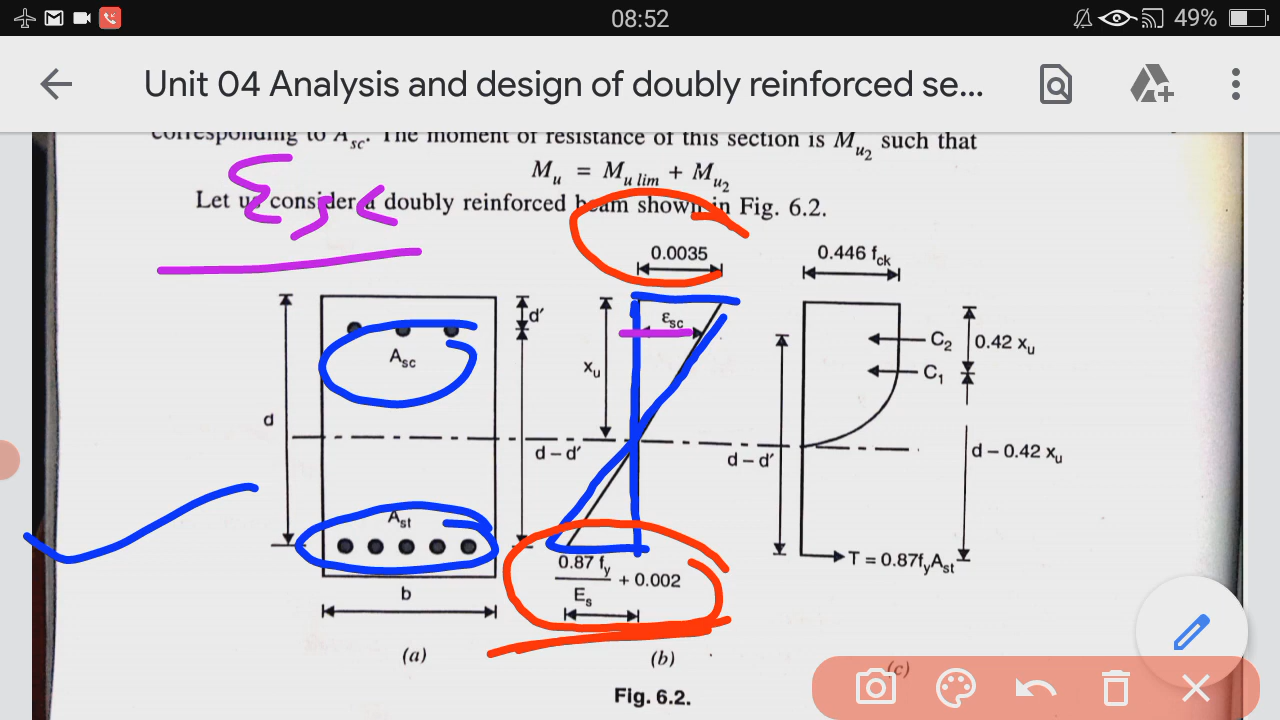 08:52
49%
Unit 04 Analysis and design of doubly reinforced se...
corresponding to Asc. The moment of resistance of this section is Mu2 such that
Mu = Mu lim + Mu2
Let us consider a doubly reinforced beam shown in Fig. 6.2.
Esc
0.0035
0.446 fck
d'
εsc
Asc
xu
C2
0.42 xu
C1
d
d – d'
d – d'
d – 0.42 xu
Ast
0.87 fy
Es
+ 0.002
T = 0.87fyAst
b
(a)
(b)
(c)
Fig. 6.2.